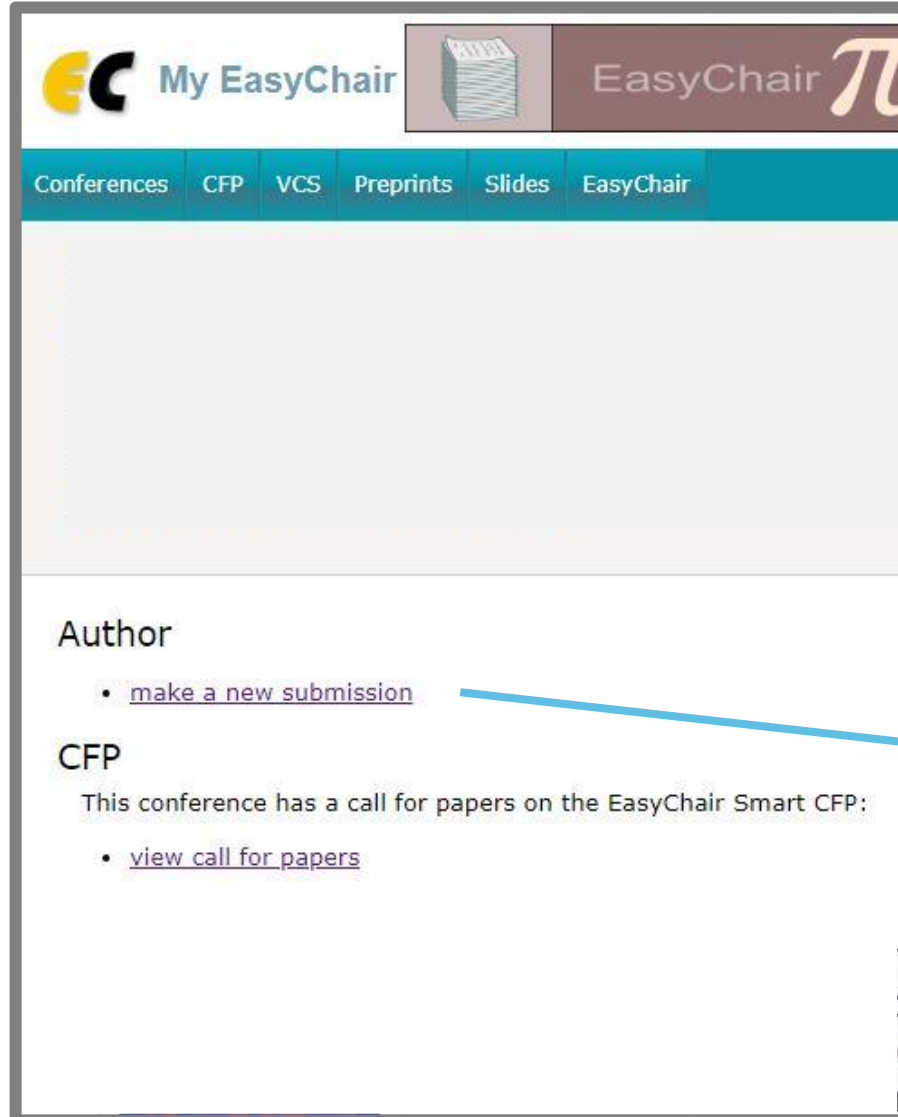 EC My EasyChair EasyChair π
Conferences CFP VCS Preprints Slides EasyChair
Author
• make a new submission
CFP
This conference has a call for papers on the EasyChair Smart CFP:
• view call for papers